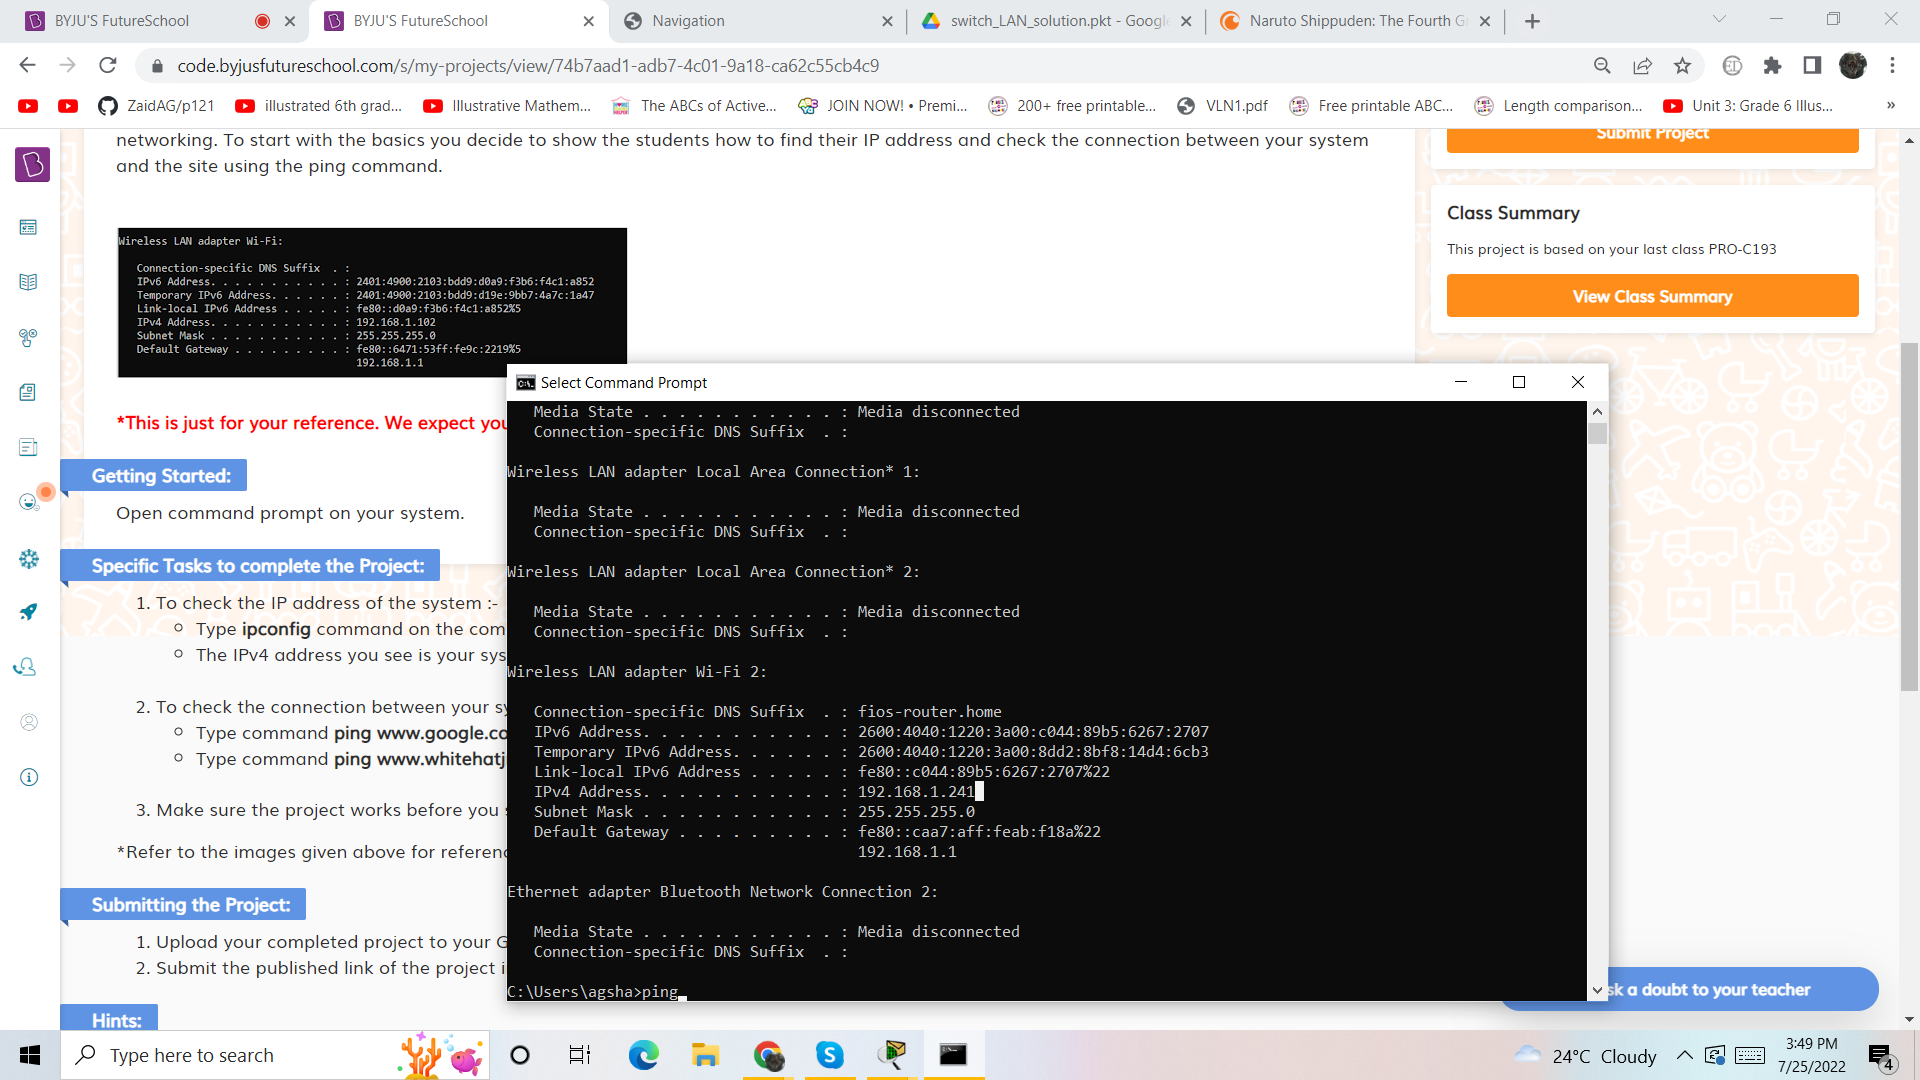 BYJU'S FutureSchool
BYJU'S FutureSchool
Navigation
switch_LAN_solution.pkt - Google
Naruto Shippuden: The Fourth G
code.byjusfutureschool.com/s/my-projects/view/74b7aad1-adb7-4c01-9a18-ca62c55cb4c9
ZaidAG/p121
illustrated 6th grad...
Illustrative Mathem...
The ABCs of Active...
JOIN NOW! • Premi...
200+ free printable...
VLN1.pdf
Free printable ABC...
Length comparison...
Unit 3: Grade 6 Illus...
»
networking. To start with the basics you decide to show the students how to find their IP address and check the connection between your system
and the site using the ping command.
Submit Project
Class Summary
This project is based on your last class PRO-C193
View Class Summary
Wireless LAN adapter Wi-Fi:
Connection-specific DNS Suffix . :
IPv6 Address. . . . . . . . . . . : 2401:4900:2103:bdd9:d0a9:f3b6:f4c1:a852
Temporary IPv6 Address. . . . . . : 2401:4900:2103:bdd9:d19e:9bb7:4a7c:1a47
Link-local IPv6 Address . . . . . : fe80::d0a9:f3b6:f4c1:a852%5
IPv4 Address. . . . . . . . . . . : 192.168.1.102
Subnet Mask . . . . . . . . . . . : 255.255.255.0
Default Gateway . . . . . . . . . : fe80::6471:53ff:fe9c:2219%5
192.168.1.1
*This is just for your reference. We expect you
Getting Started:
Open command prompt on your system.
Specific Tasks to complete the Project:
1. To check the IP address of the system :-
Type ipconfig command on the com
The IPv4 address you see is your sys
2. To check the connection between your sy
Type command ping www.google.co
Type command ping www.whitehatj
3. Make sure the project works before you s
*Refer to the images given above for referenc
Submitting the Project:
1. Upload your completed project to your G
2. Submit the published link of the project i
Hints:
Select Command Prompt
Media State . . . . . . . . . . . : Media disconnected
Connection-specific DNS Suffix . :
Wireless LAN adapter Local Area Connection* 1:
Media State . . . . . . . . . . . : Media disconnected
Connection-specific DNS Suffix . :
Wireless LAN adapter Local Area Connection* 2:
Media State . . . . . . . . . . . : Media disconnected
Connection-specific DNS Suffix . :
Wireless LAN adapter Wi-Fi 2:
Connection-specific DNS Suffix . : fios-router.home
IPv6 Address. . . . . . . . . . . : 2600:4040:1220:3a00:c044:89b5:6267:2707
Temporary IPv6 Address. . . . . . : 2600:4040:1220:3a00:8dd2:8bf8:14d4:6cb3
Link-local IPv6 Address . . . . . : fe80::c044:89b5:6267:2707%22
IPv4 Address. . . . . . . . . . . : 192.168.1.241
Subnet Mask . . . . . . . . . . . : 255.255.255.0
Default Gateway . . . . . . . . . : fe80::caa7:aff:feab:f18a%22
192.168.1.1
Ethernet adapter Bluetooth Network Connection 2:
Media State . . . . . . . . . . . : Media disconnected
Connection-specific DNS Suffix . :
C:\Users\agsha>ping
sk a doubt to your teacher
Type here to search
24°C Cloudy
3:49 PM
7/25/2022
4